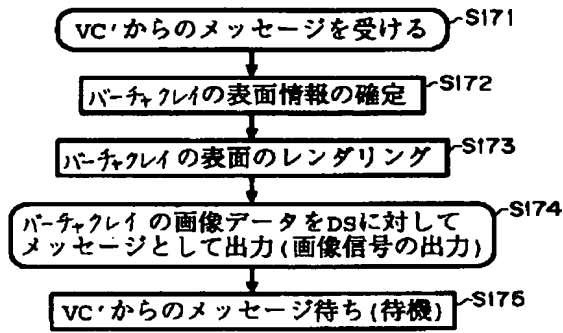 VC'からのメッセージを受ける
S171
バーチャクレイの表面情報の確定
S172
バーチャクレイの表面のレンダリング
S173
バーチャクレイの画像データをDSに対して
メッセージとして出力(画像信号の出力)
S174
VC'からのメッセージ待ち(待機)
S175